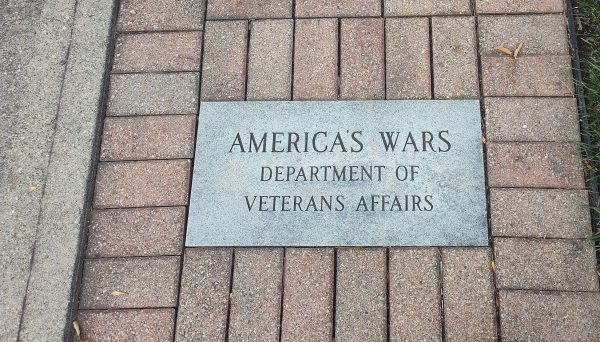 AMERICA'S WARS
DEPARTMENT OF
VETERANS AFFAIRS